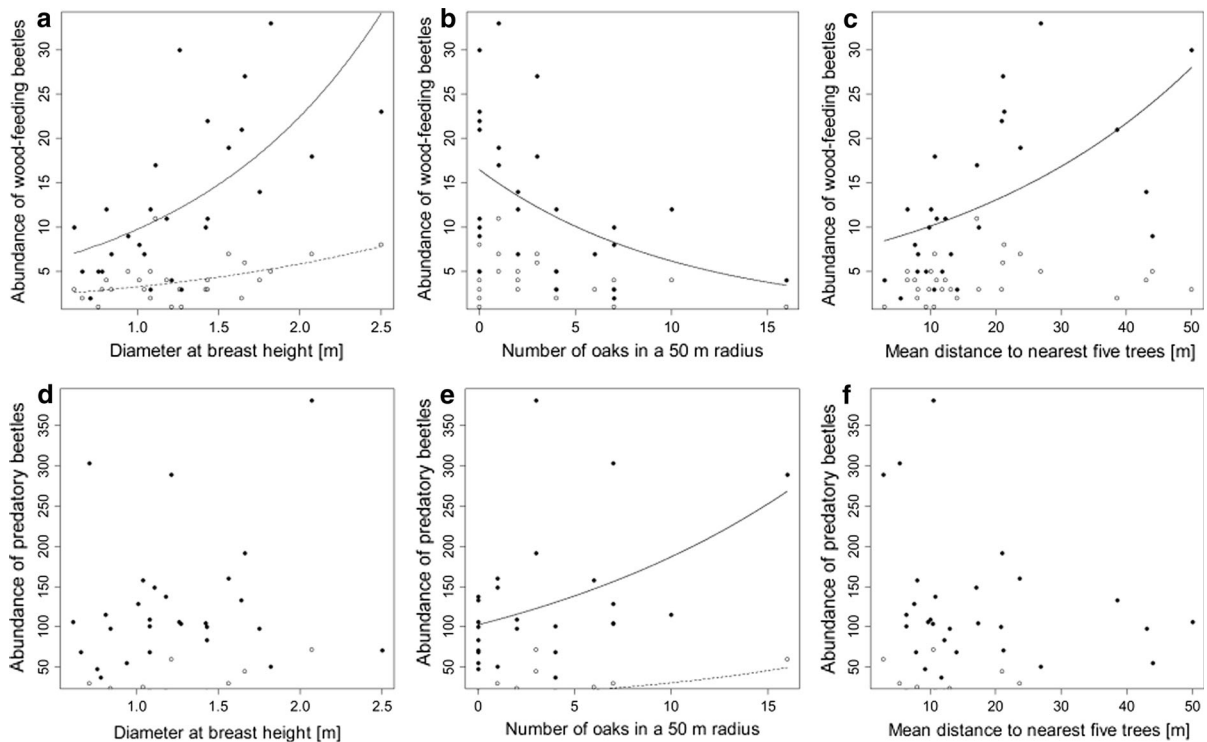 a
Abundance of wood-feeding beetles
30
25
20
15
10
5
1.0 1.5 2.0 2.5
Diameter at breast height [m]
b
Abundance of wood-feeding beetles
30
25
20
15
10
5
0 5 10 15
Number of oaks in a 50 m radius
c
Abundance of wood-feeding beetles
30
25
20
15
10
5
10 20 30 40 50
Mean distance to nearest five trees [m]
d
Abundance of predatory beetles
350
300
250
200
150
100
50
1.0 1.5 2.0 2.5
Diameter at breast height [m]
e
Abundance of predatory beetles
350
300
250
200
150
100
50
0 5 10 15
Number of oaks in a 50 m radius
f
Abundance of predatory beetles
350
300
250
200
150
100
50
10 20 30 40 50
Mean distance to nearest five trees [m]